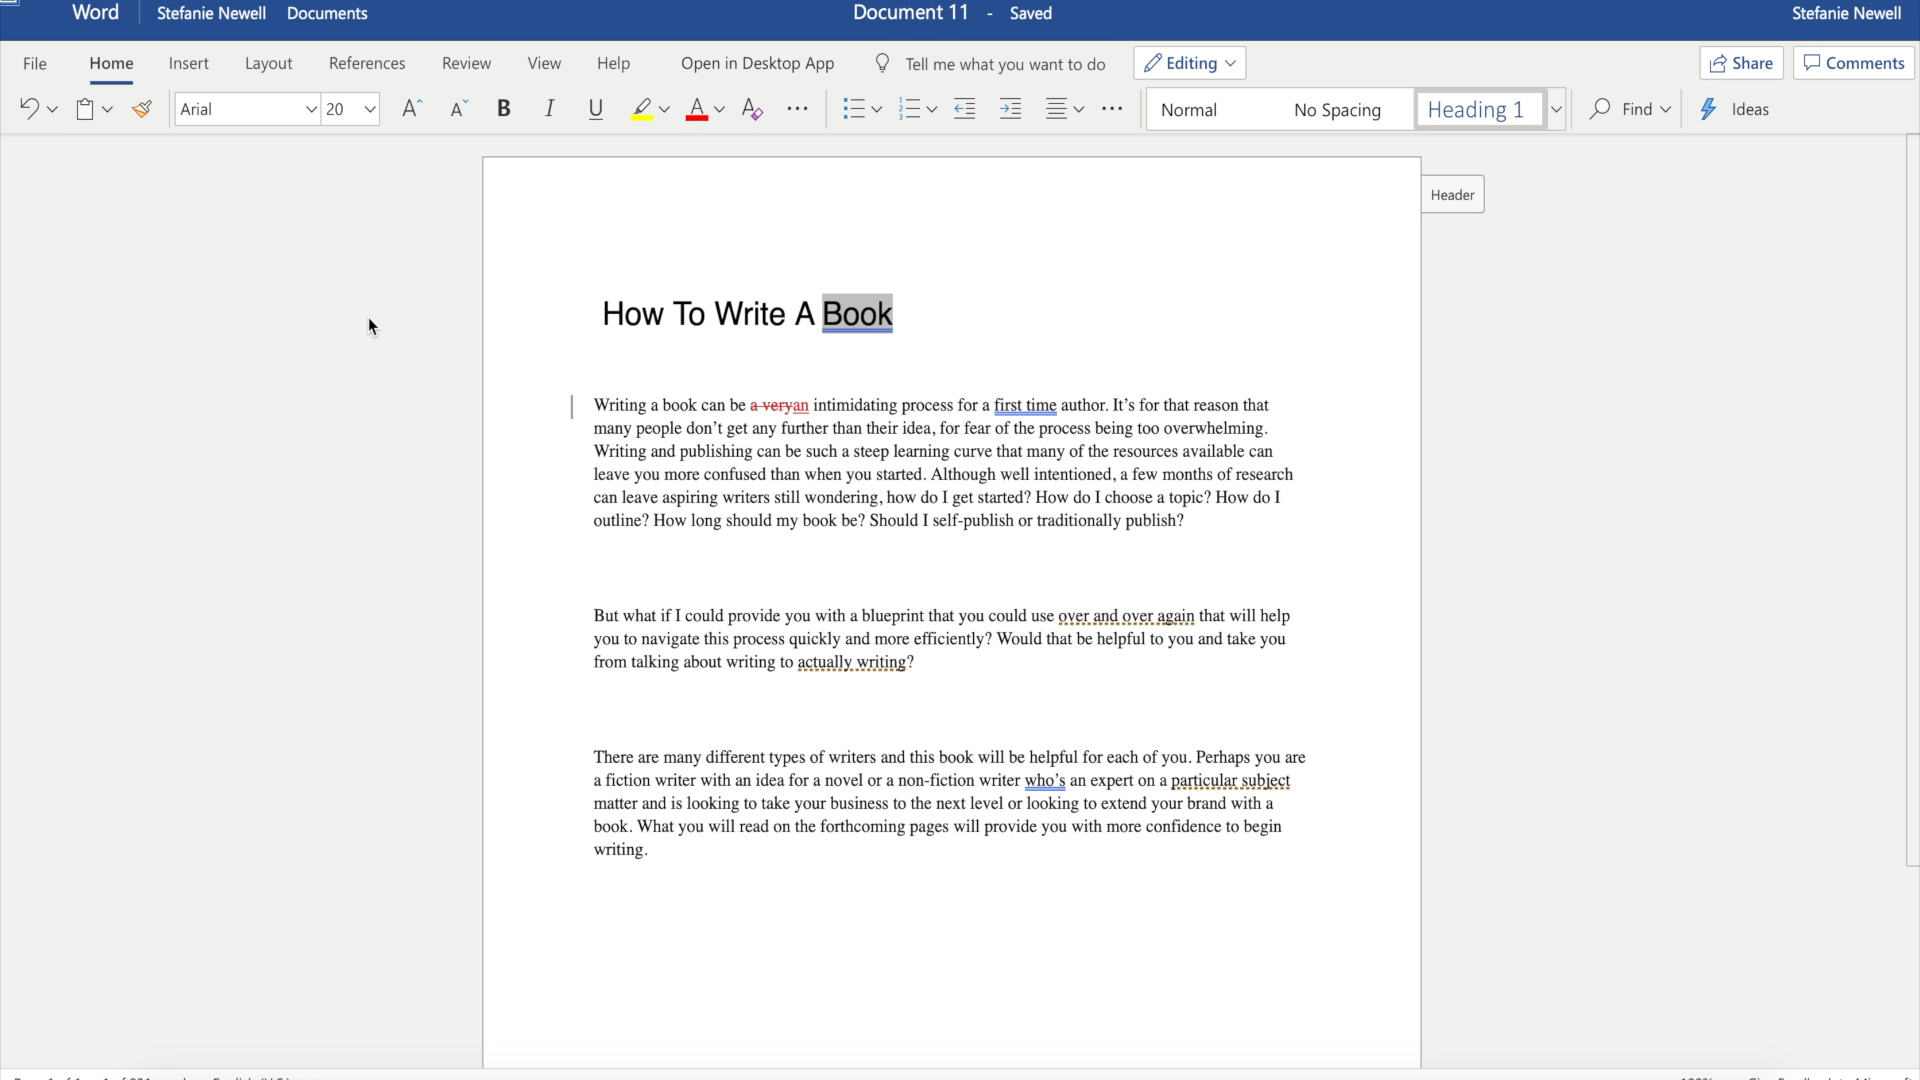 Word Stefanie Newell Documents Document 11 - Saved Stefanie Newell
File Home Insert Layout References Review View Help Open in Desktop App Tell me what you want to do Editing Share Comments
Arial 20 A A B I U A A Normal No Spacing Heading 1 Find Ideas
Header
How To Write A Book
Writing a book can be a veryan intimidating process for a first time author. It’s for that reason that
many people don’t get any further than their idea, for fear of the process being too overwhelming.
Writing and publishing can be such a steep learning curve that many of the resources available can
leave you more confused than when you started. Although well intentioned, a few months of research
can leave aspiring writers still wondering, how do I get started? How do I choose a topic? How do I
outline? How long should my book be? Should I self-publish or traditionally publish?
But what if I could provide you with a blueprint that you could use over and over again that will help
you to navigate this process quickly and more efficiently? Would that be helpful to you and take you
from talking about writing to actually writing?
There are many different types of writers and this book will be helpful for each of you. Perhaps you are
a fiction writer with an idea for a novel or a non-fiction writer who’s an expert on a particular subject
matter and is looking to take your business to the next level or looking to extend your brand with a
book. What you will read on the forthcoming pages will provide you with more confidence to begin
writing.